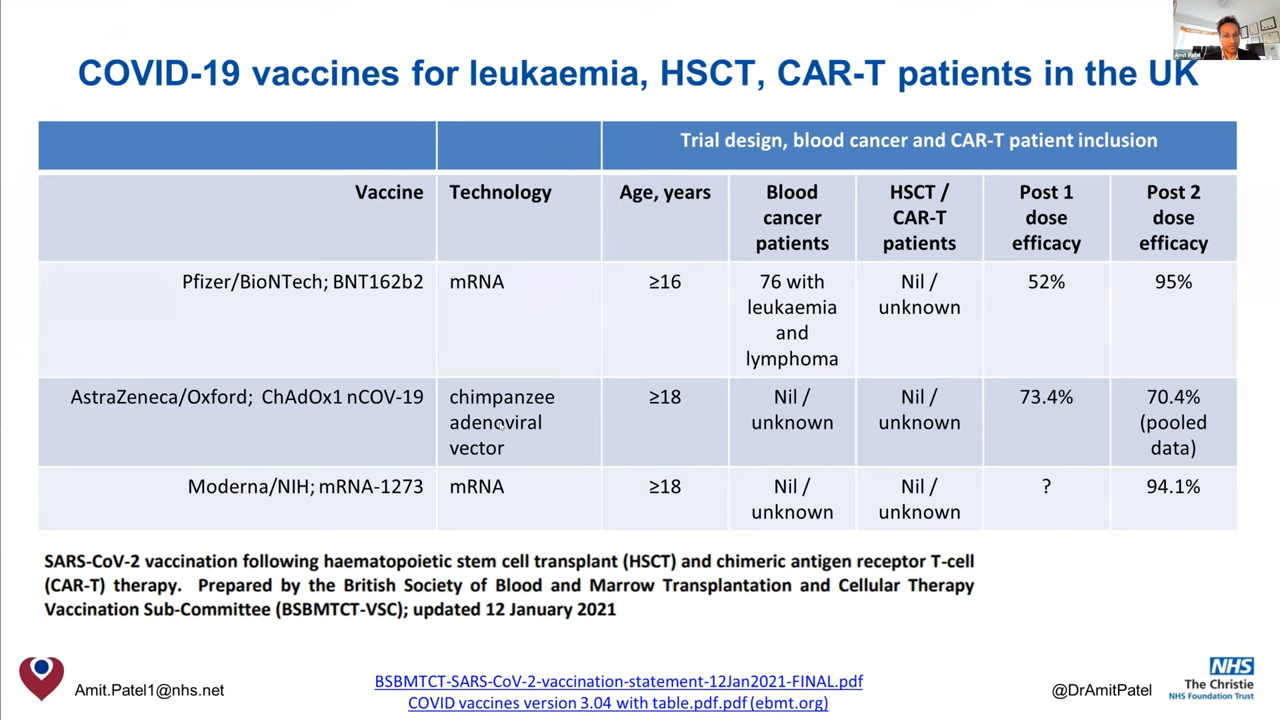 Amit Patel
COVID-19 vaccines for leukaemia, HSCT, CAR-T patients in the UK
Trial design, blood cancer and CAR-T patient inclusion
Vaccine
Technology
Age, years
Blood
cancer
patients
HSCT /
CAR-T
patients
Post 1
dose
efficacy
Post 2
dose
efficacy
Pfizer/BioNTech; BNT162b2
mRNA
≥16
76 with
leukaemia
and
lymphoma
Nil /
unknown
52%
95%
AstraZeneca/Oxford; ChAdOx1 nCOV-19
chimpanzee
adenoviral
vector
≥18
Nil /
unknown
Nil /
unknown
73.4%
70.4%
(pooled
data)
Moderna/NIH; mRNA-1273
mRNA
≥18
Nil /
unknown
Nil /
unknown
?
94.1%
SARS-CoV-2 vaccination following haematopoietic stem cell transplant (HSCT) and chimeric antigen receptor T-cell
(CAR-T) therapy. Prepared by the British Society of Blood and Marrow Transplantation and Cellular Therapy
Vaccination Sub-Committee (BSBMTCT-VSC); updated 12 January 2021
Amit.Patel1@nhs.net
BSBMTCT-SARS-CoV-2-vaccination-statement-12Jan2021-FINAL.pdf
COVID vaccines version 3.04 with table.pdf.pdf (ebmt.org)
@DrAmitPatel
NHS
The Christie
NHS Foundation Trust